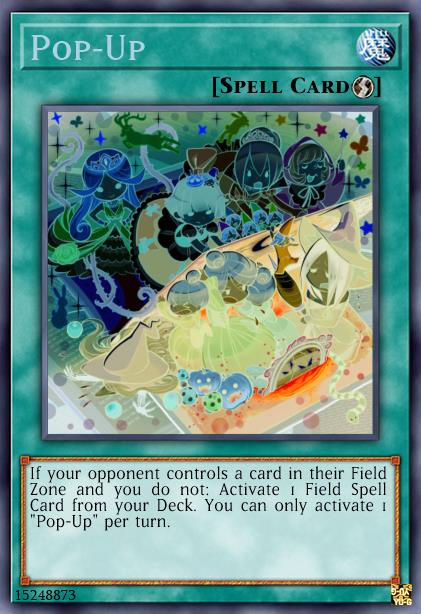 Pop-Up
魔
[Spell Card]
If your opponent controls a card in their Field
Zone and you do not: Activate 1 Field Spell
Card from your Deck. You can only activate 1
"Pop-Up" per turn.
15248873